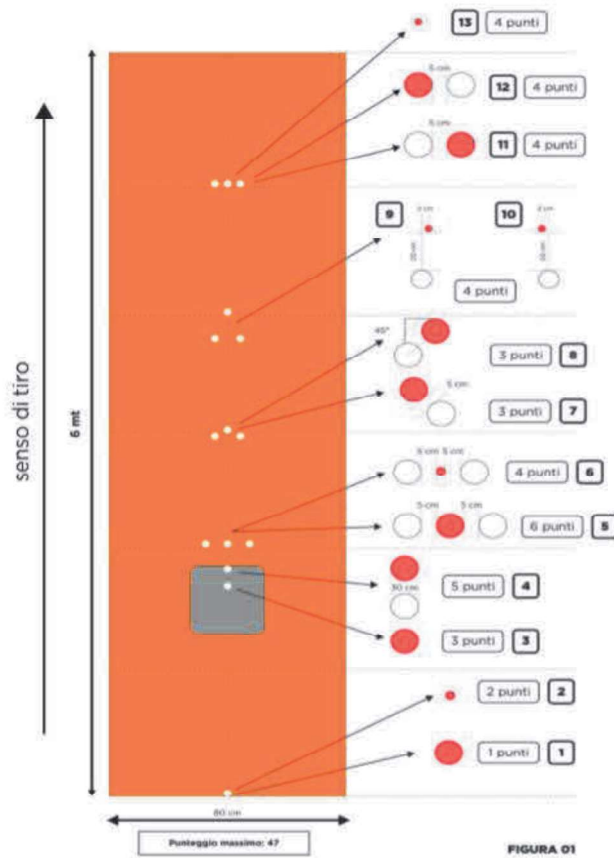 13 4 punti
5 cm
12 4 punti
5 cm
11 4 punti
9 10
4 punti
45°
3 punti 8
5 cm
3 punti 7
5 cm 5 cm
4 punti 6
5 cm 5 cm
6 punti 5
30 cm
5 punti 4
3 punti 3
2 punti 2
1 punti 1
senso di tiro
6 mt
80 cm
Punteggio massimo: 47
FIGURA 01